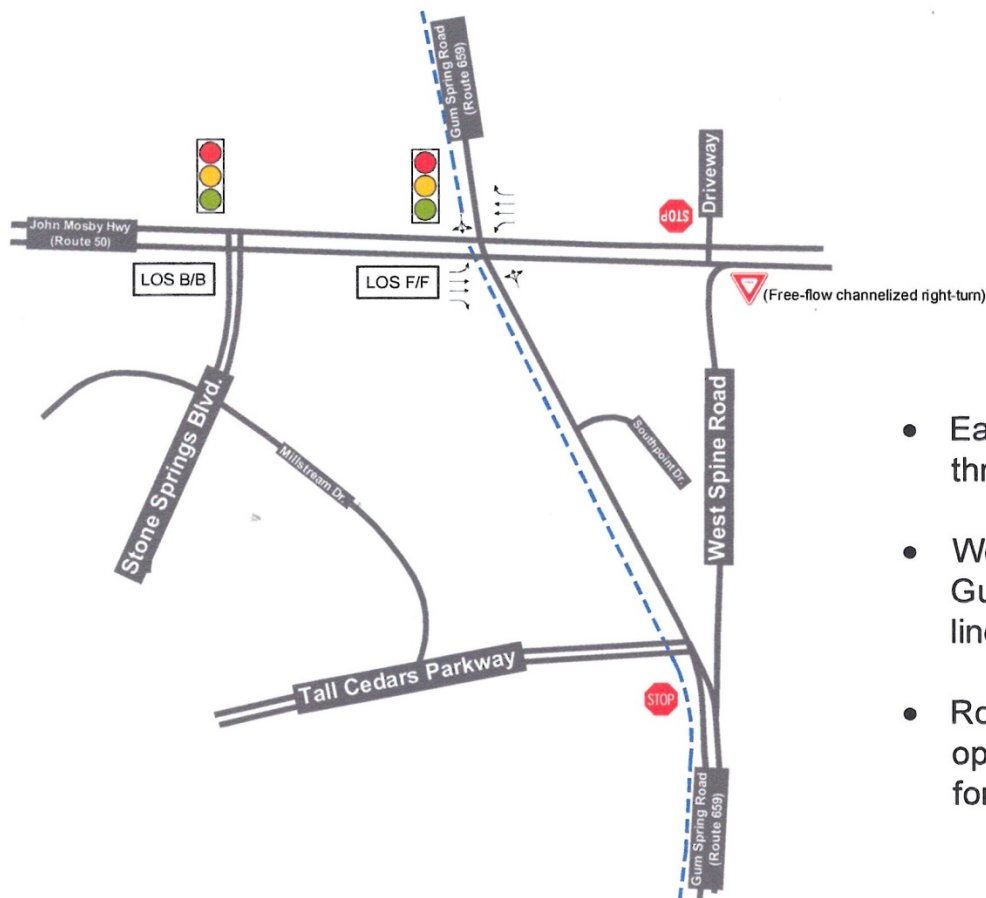 Gum Spring Road
(Route 659)
Driveway
STOP
John Mosby Hwy
(Route 50)
LOS B/B
LOS F/F
(Free-flow channelized right-turn)
Stone Springs Blvd.
Millstream Dr.
Southpoint Dr.
West Spine Road
Tall Cedars Parkway
STOP
Gum Spring Road
(Route 659)
• Ea
thr
• We
Gu
line
• Ro
op
for